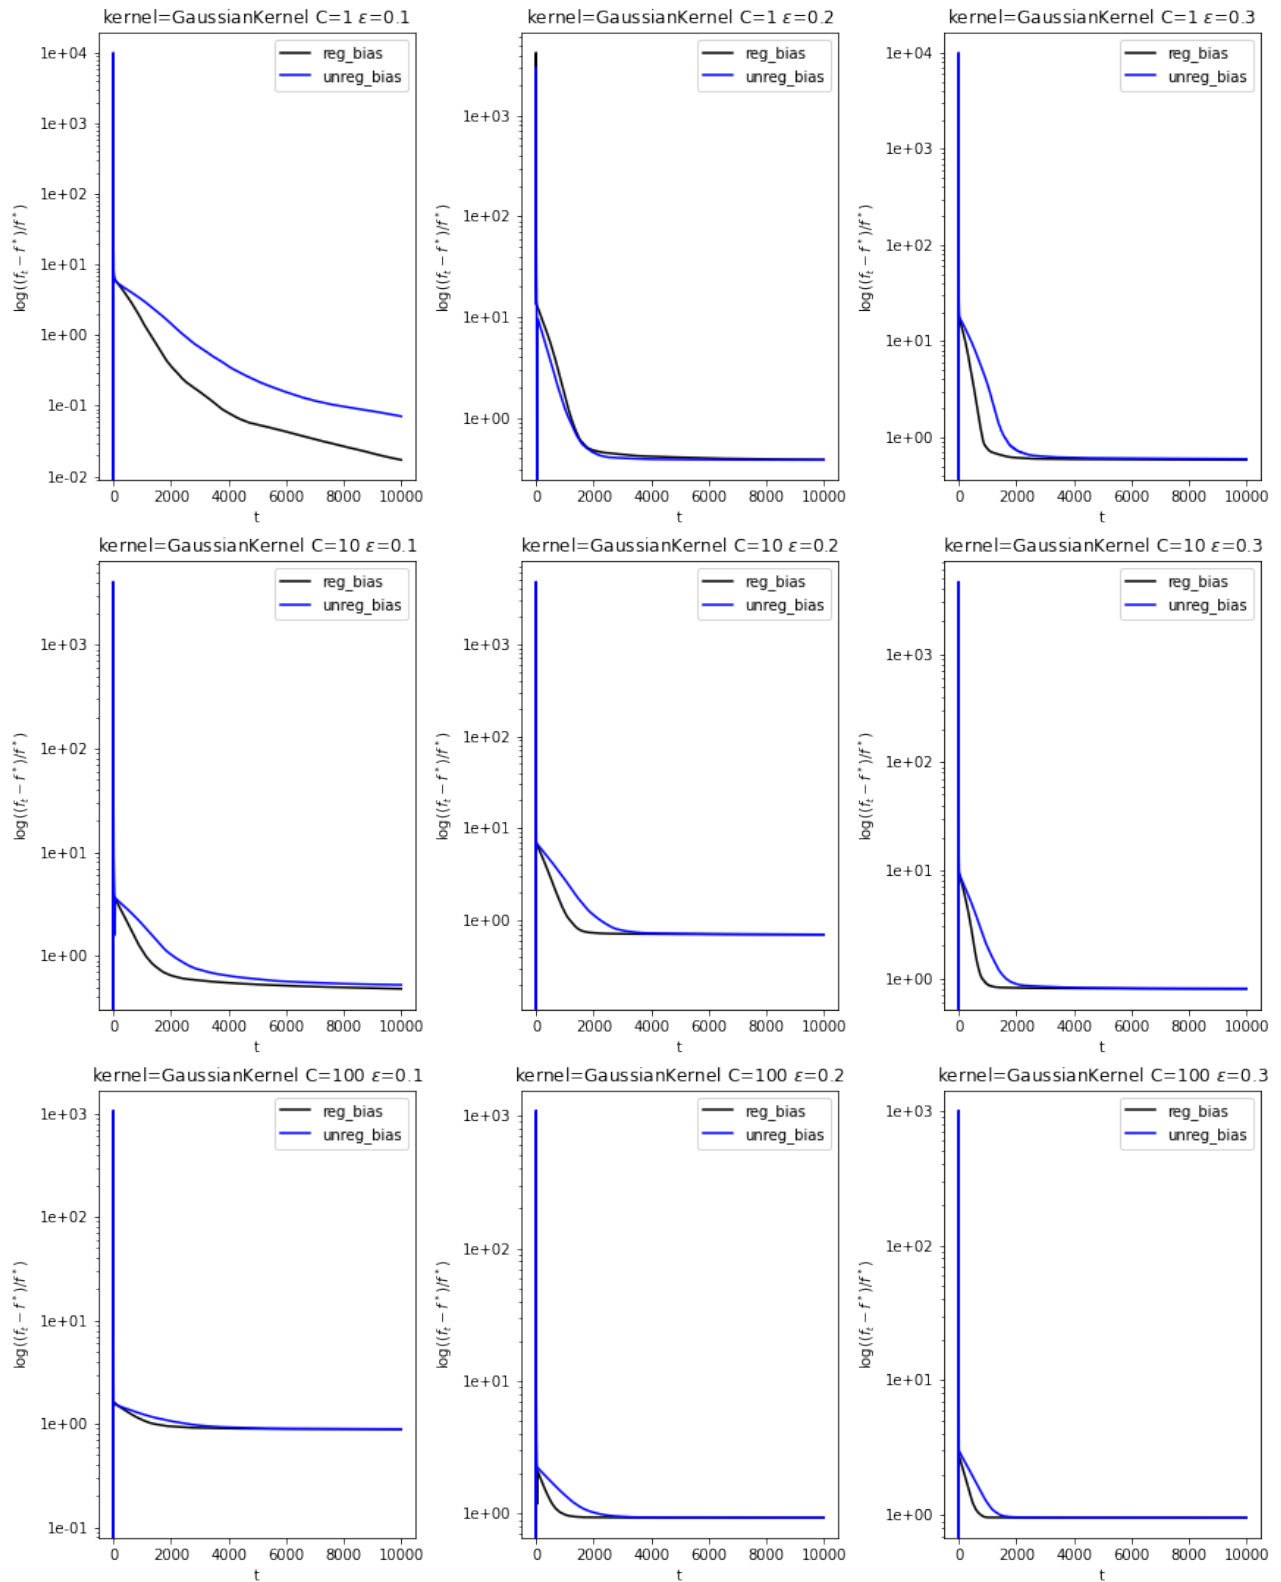 kernel=GaussianKernel C=1 ε=0.1
log((f_t − f*)/f*)
1e+04
1e+03
1e+02
1e+01
1e+00
1e-01
1e-02
reg_bias
unreg_bias
0 2000 4000 6000 8000 10000
t
kernel=GaussianKernel C=1 ε=0.2
log((f_t − f*)/f*)
1e+03
1e+02
1e+01
1e+00
reg_bias
unreg_bias
0 2000 4000 6000 8000 10000
t
kernel=GaussianKernel C=1 ε=0.3
log((f_t − f*)/f*)
1e+04
1e+03
1e+02
1e+01
1e+00
reg_bias
unreg_bias
0 2000 4000 6000 8000 10000
t
kernel=GaussianKernel C=10 ε=0.1
log((f_t − f*)/f*)
1e+03
1e+02
1e+01
1e+00
reg_bias
unreg_bias
0 2000 4000 6000 8000 10000
t
kernel=GaussianKernel C=10 ε=0.2
log((f_t − f*)/f*)
1e+03
1e+02
1e+01
1e+00
reg_bias
unreg_bias
0 2000 4000 6000 8000 10000
t
kernel=GaussianKernel C=10 ε=0.3
log((f_t − f*)/f*)
1e+03
1e+02
1e+01
1e+00
reg_bias
unreg_bias
0 2000 4000 6000 8000 10000
t
kernel=GaussianKernel C=100 ε=0.1
log((f_t − f*)/f*)
1e+03
1e+02
1e+01
1e+00
1e-01
reg_bias
unreg_bias
0 2000 4000 6000 8000 10000
t
kernel=GaussianKernel C=100 ε=0.2
log((f_t − f*)/f*)
1e+03
1e+02
1e+01
1e+00
reg_bias
unreg_bias
0 2000 4000 6000 8000 10000
t
kernel=GaussianKernel C=100 ε=0.3
log((f_t − f*)/f*)
1e+03
1e+02
1e+01
1e+00
reg_bias
unreg_bias
0 2000 4000 6000 8000 10000
t